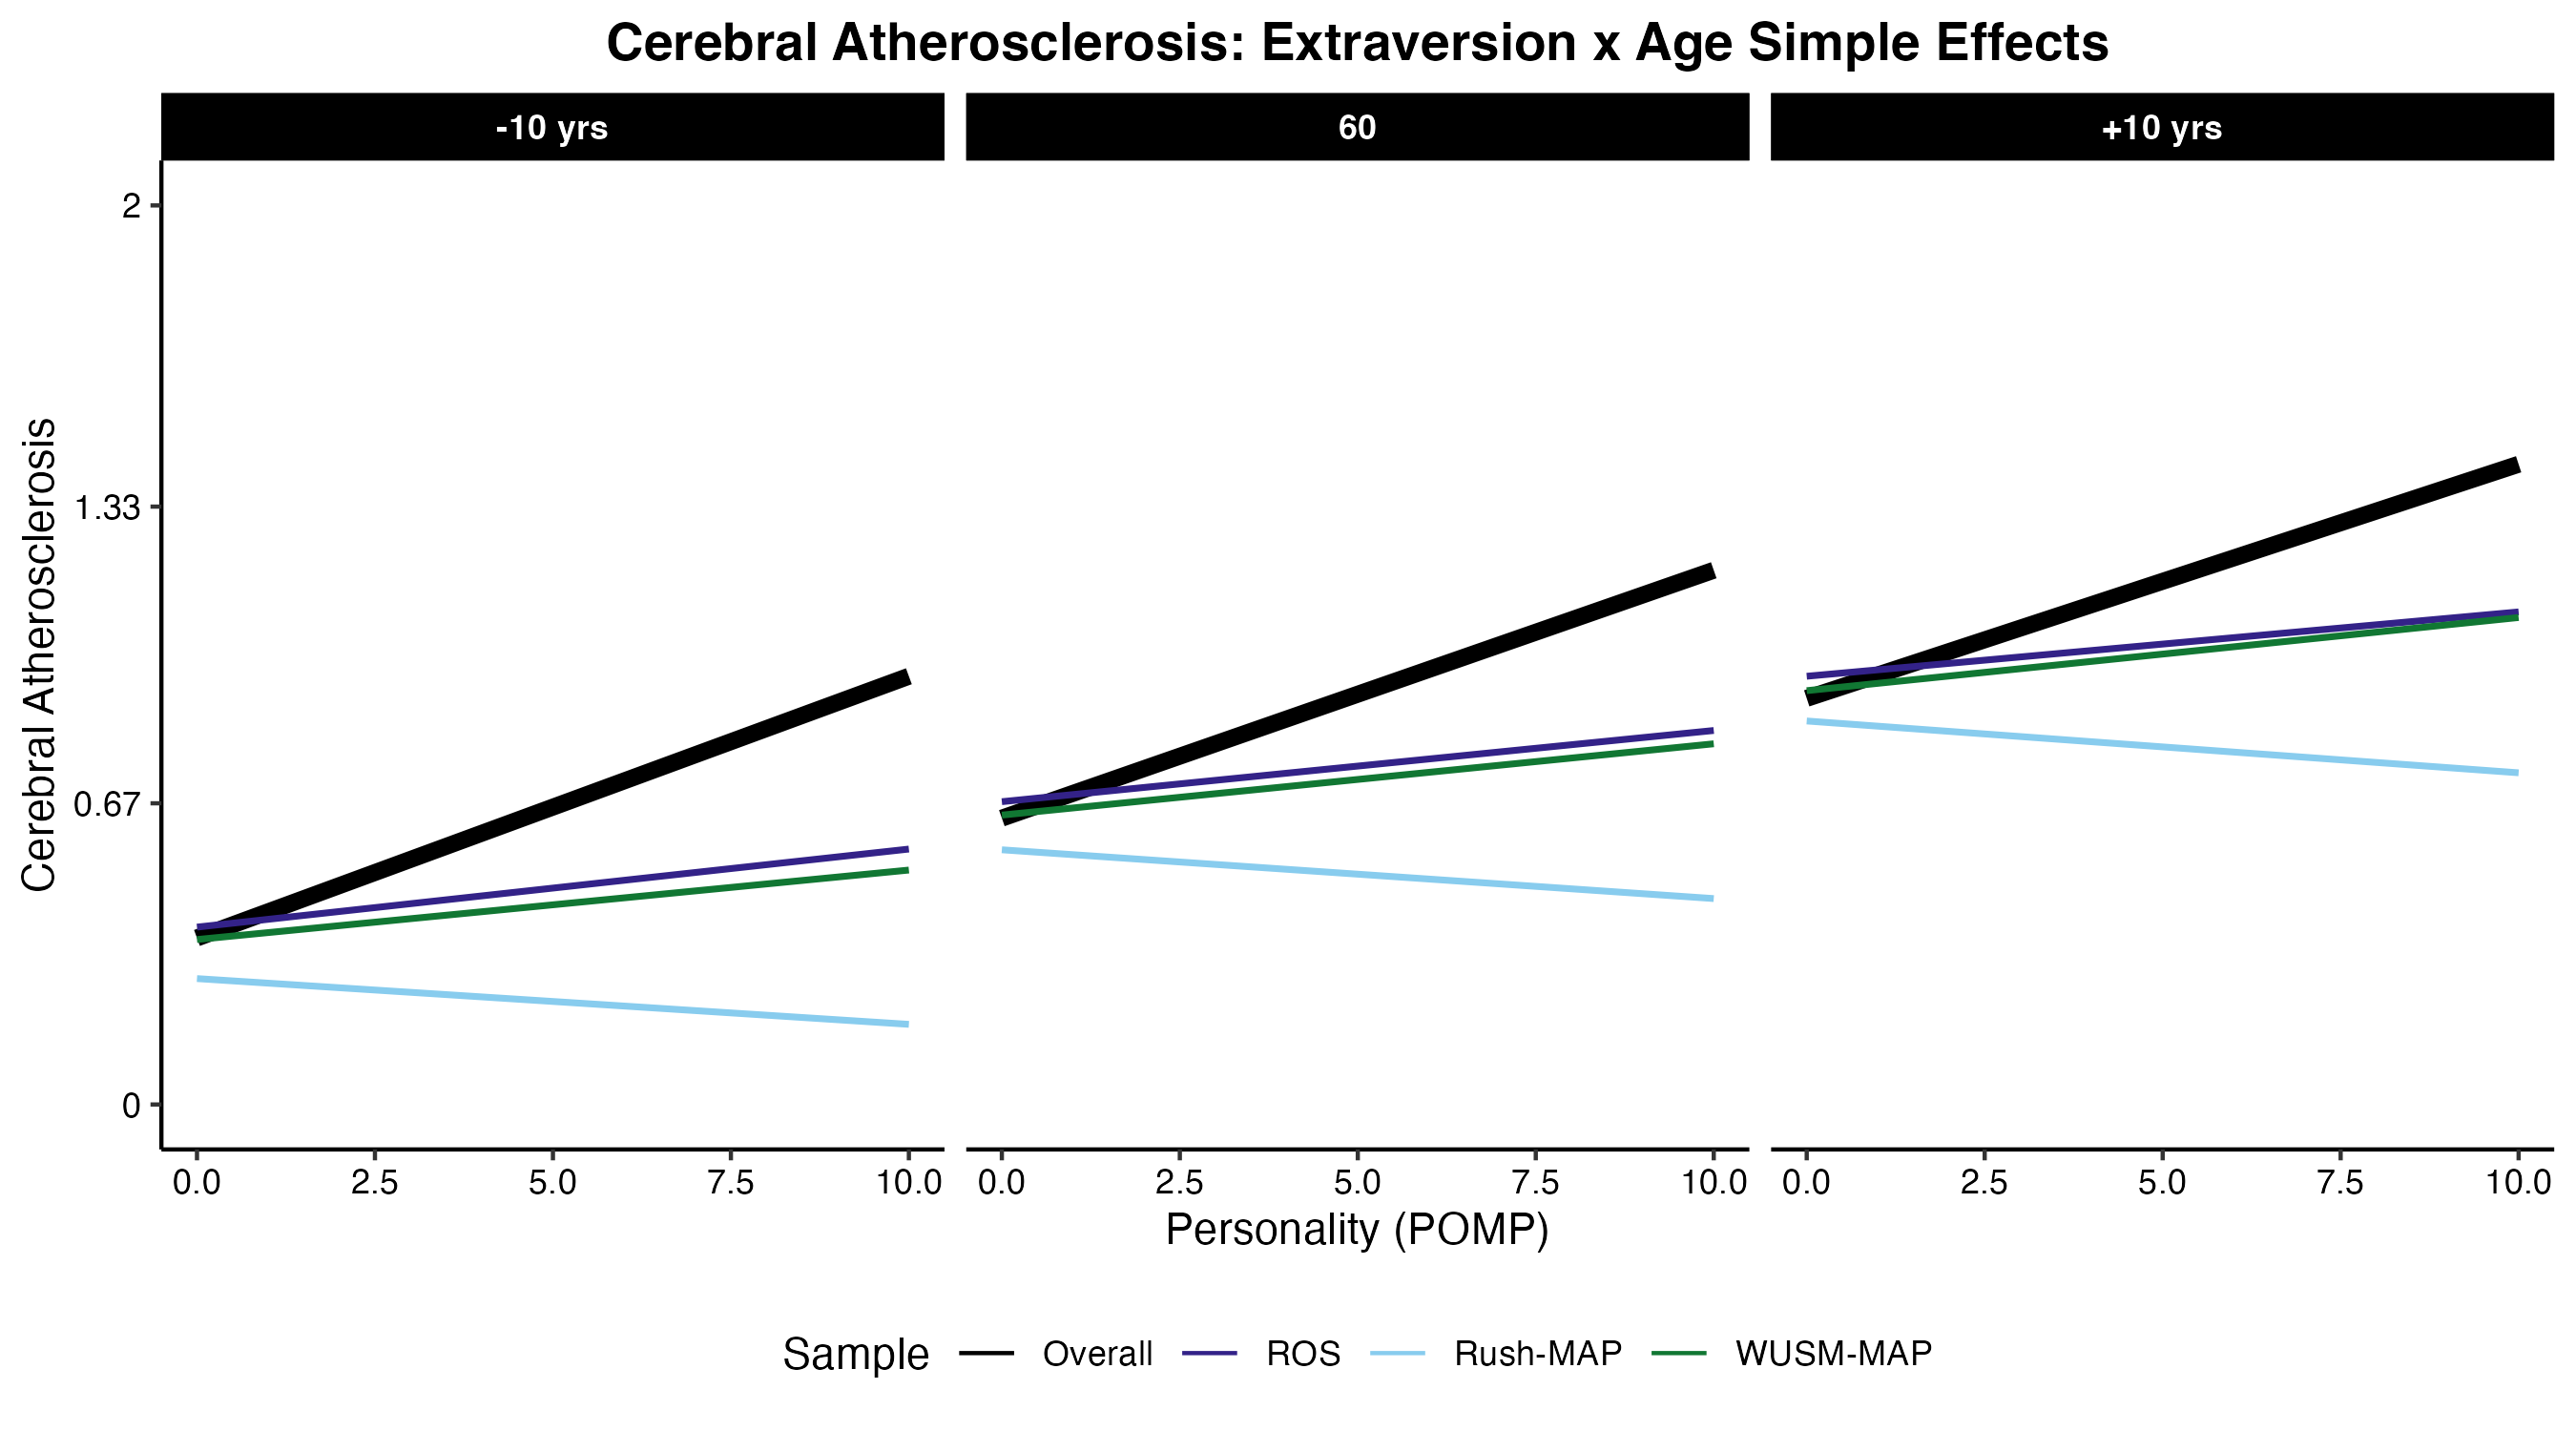 Cerebral Atherosclerosis: Extraversion x Age Simple Effects
-10 yrs
60
+10 yrs
Cerebral Atherosclerosis
2
1.33
0.67
0
0.0 2.5 5.0 7.5 10.0
0.0 2.5 5.0 7.5 10.0
0.0 2.5 5.0 7.5 10.0
Personality (POMP)
Sample Overall ROS Rush-MAP WUSM-MAP